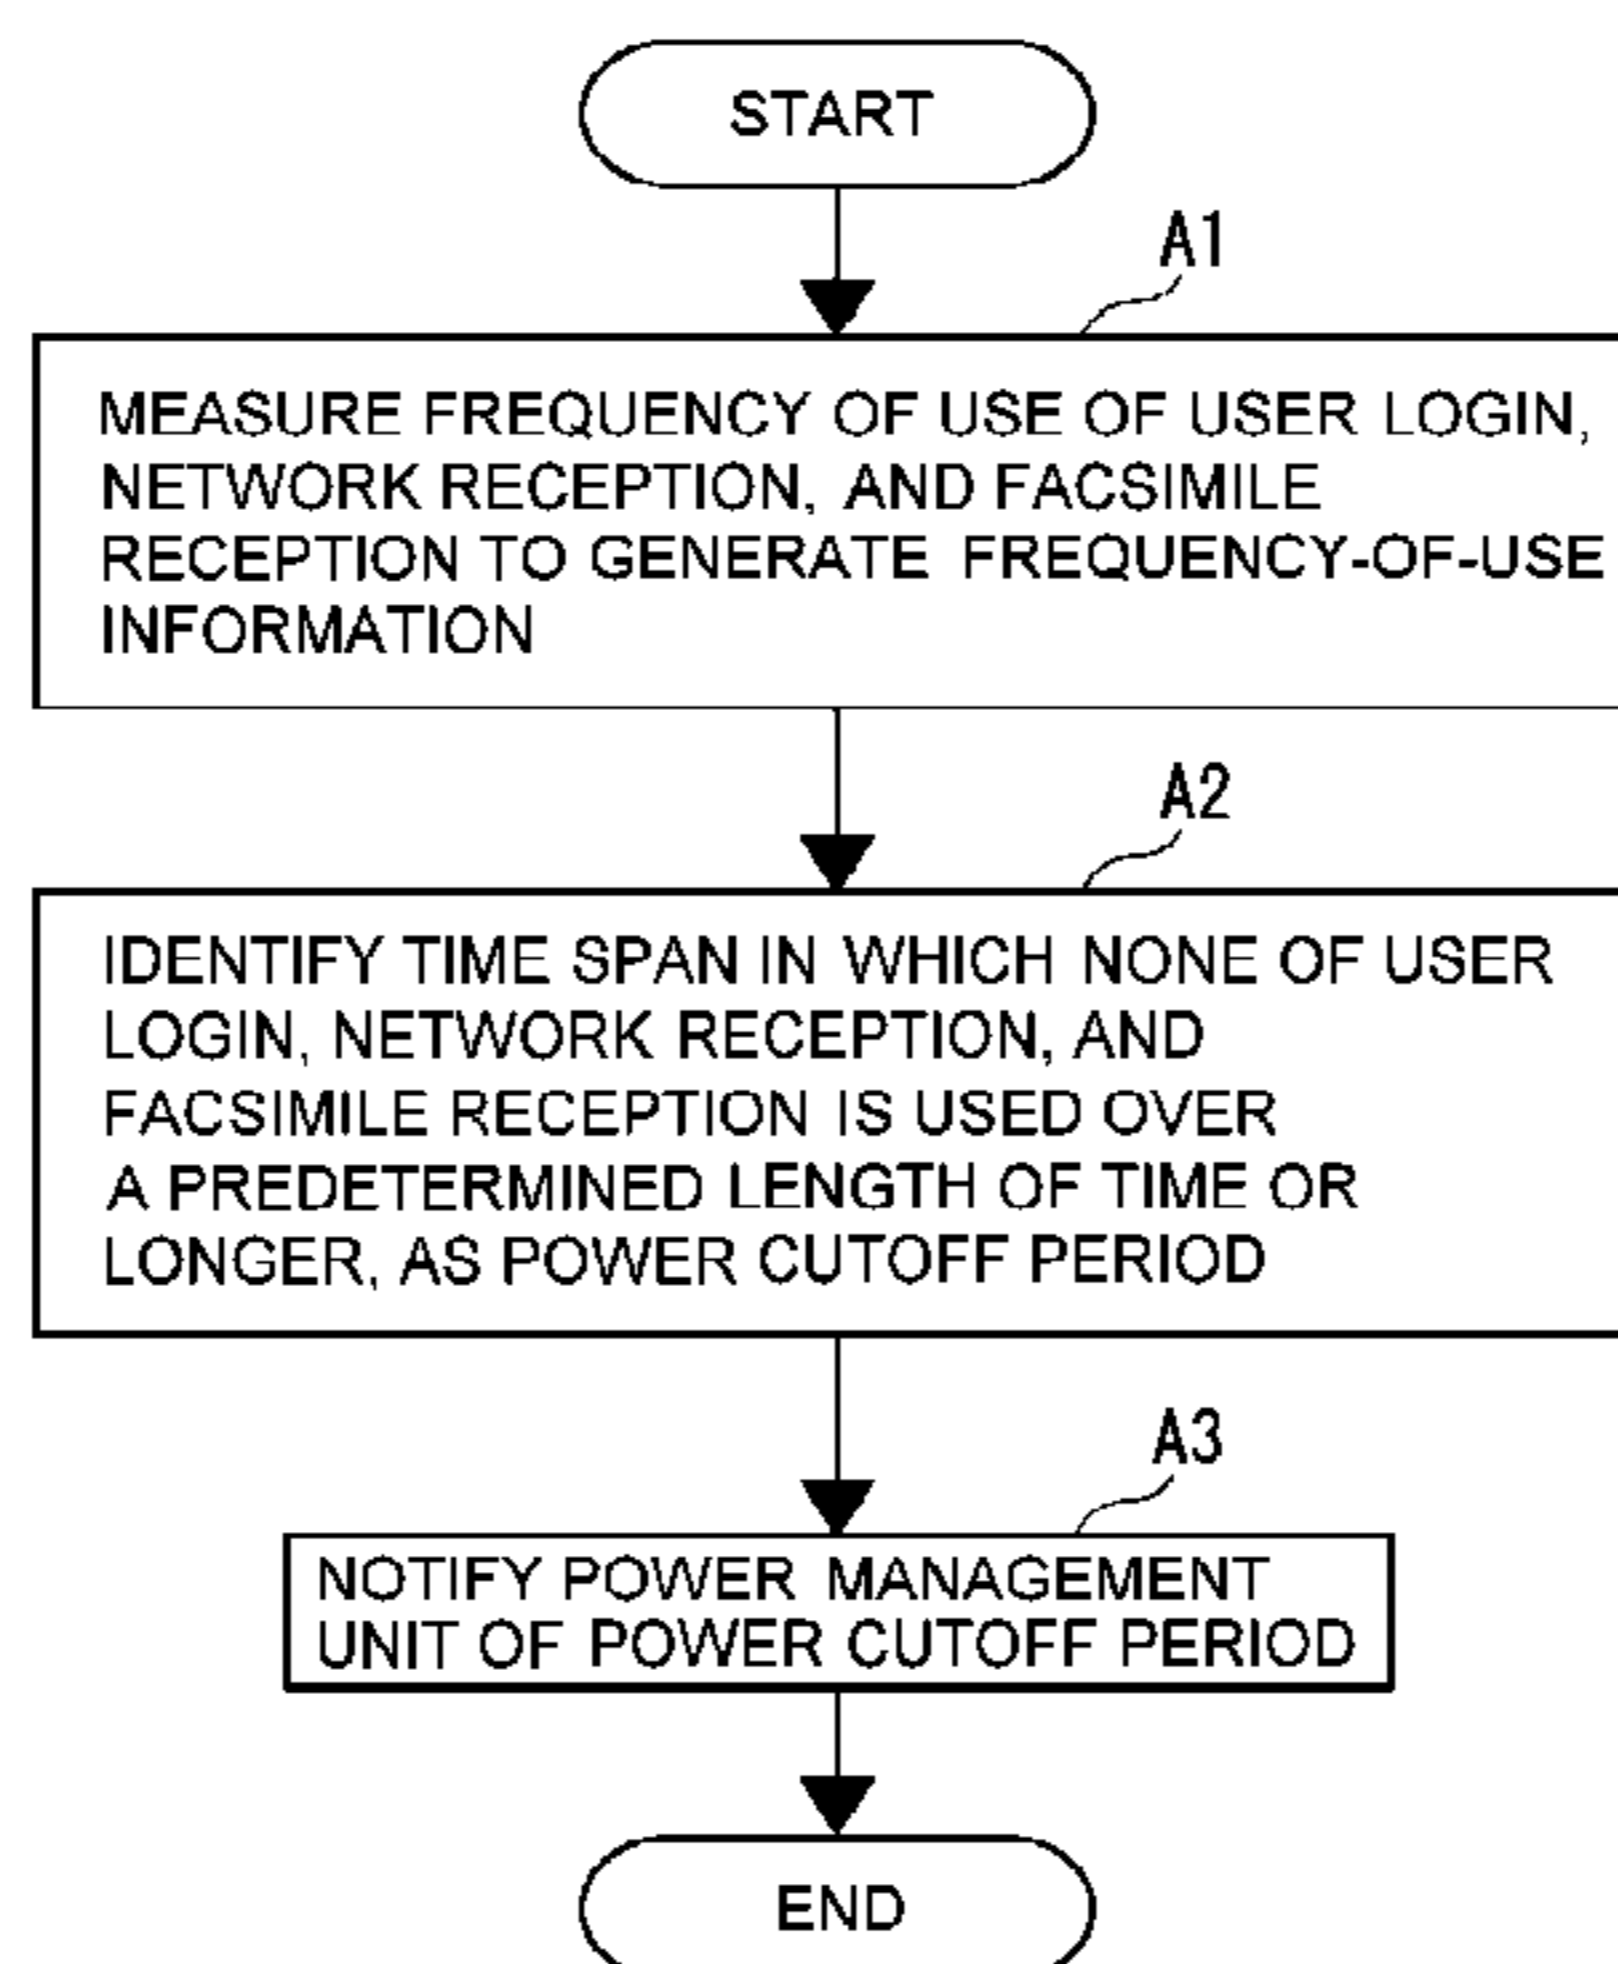 START
A1
MEASURE FREQUENCY OF USE OF USER LOGIN,
NETWORK RECEPTION, AND FACSIMILE
RECEPTION TO GENERATE FREQUENCY-OF-USE
INFORMATION
A2
IDENTIFY TIME SPAN IN WHICH NONE OF USER
LOGIN, NETWORK RECEPTION, AND
FACSIMILE RECEPTION IS USED OVER
A PREDETERMINED LENGTH OF TIME OR
LONGER, AS POWER CUTOFF PERIOD
A3
NOTIFY POWER MANAGEMENT
UNIT OF POWER CUTOFF PERIOD
END